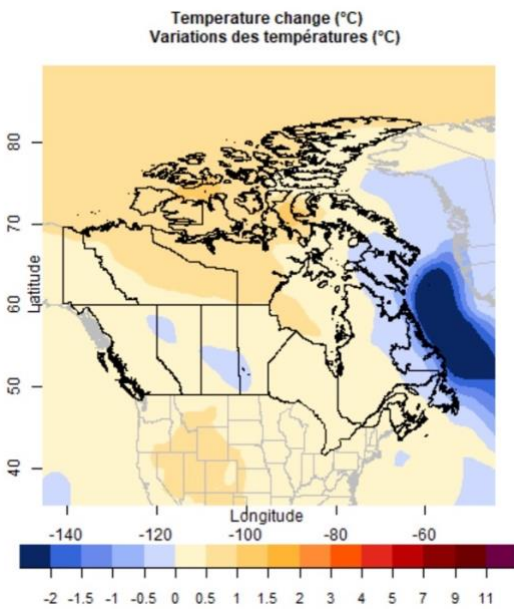 Temperature change (°C)
Variations des températures (°C)
80
70
60
50
40
Latitude
Longitude
-140 -120 -100 -80 -60
-2 -1.5 -1 -0.5 0 0.5 1 1.5 2 3 4 5 7 9 11